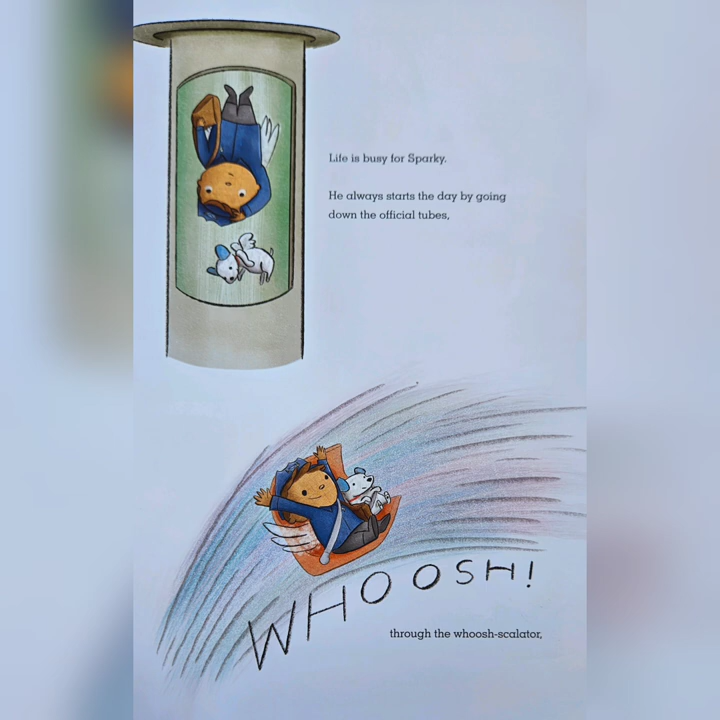 Life is busy for Sparky.
He always starts the day by going
down the official tubes,
WHOOSH!
through the whoosh-scalator,